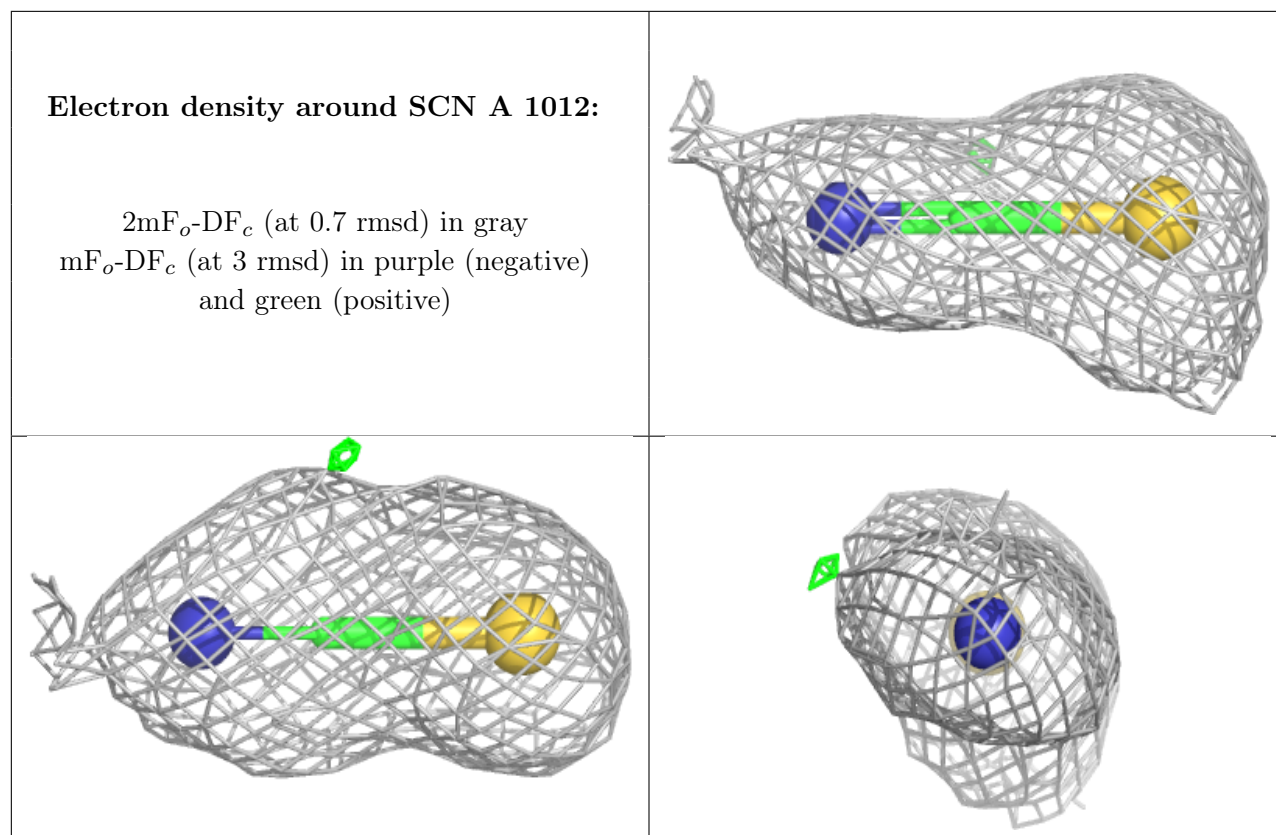 Electron density around SCN A 1012:
2mFo-DFc (at 0.7 rmsd) in gray
mFo-DFc (at 3 rmsd) in purple (negative)
and green (positive)